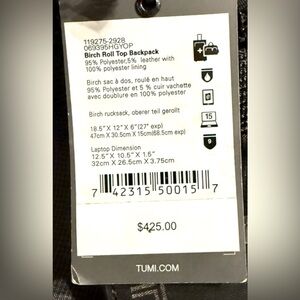 119275-2928
069395HGYOP
Birch Roll Top Backpack
95% Polyester,5% leather with
100% polyester lining
Birch sac à dos, roulé en haut
95% Polyester et 5 % cuir vachette
avec doublure en 100% polyester
Birch rucksack, oberer teil gerollt
18.5" X 12" X 6"(27" exp)
47cm X 30.5cm X 15cm(68.5cm exp)
15
Laptop Dimension
12.5" X 10.5" X 1.5"
32cm X 26.5cm X 3.75cm
9
7 42315 50015 7
$425.00
TUMI.COM